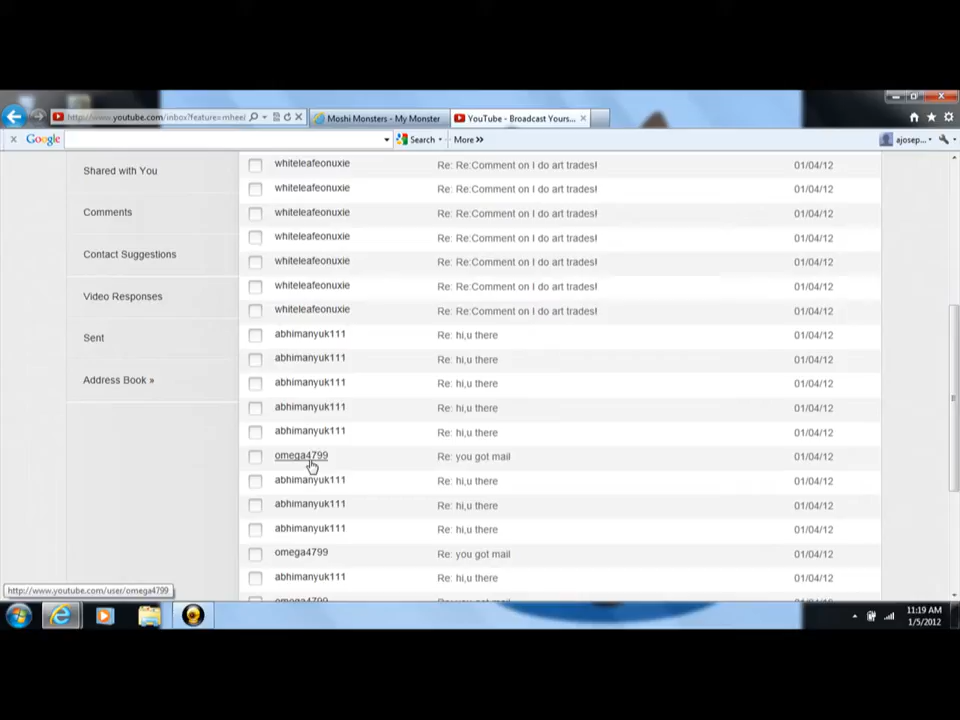 http://www.youtube.com/inbox?feature=mheel
Moshi Monsters - My Monster
YouTube - Broadcast Yours...
x Google
Search
More »
ajosep...
Shared with You
Comments
Contact Suggestions
Video Responses
Sent
Address Book »
whiteleafeonuxie Re: Re:Comment on I do art trades! 01/04/12
whiteleafeonuxie Re: Re:Comment on I do art trades! 01/04/12
whiteleafeonuxie Re: Re:Comment on I do art trades! 01/04/12
whiteleafeonuxie Re: Re:Comment on I do art trades! 01/04/12
whiteleafeonuxie Re: Re:Comment on I do art trades! 01/04/12
whiteleafeonuxie Re: Re:Comment on I do art trades! 01/04/12
whiteleafeonuxie Re: Re:Comment on I do art trades! 01/04/12
abhimanyuk111 Re: hi,u there 01/04/12
abhimanyuk111 Re: hi,u there 01/04/12
abhimanyuk111 Re: hi,u there 01/04/12
abhimanyuk111 Re: hi,u there 01/04/12
abhimanyuk111 Re: hi,u there 01/04/12
omega4799 Re: you got mail 01/04/12
abhimanyuk111 Re: hi,u there 01/04/12
abhimanyuk111 Re: hi,u there 01/04/12
abhimanyuk111 Re: hi,u there 01/04/12
omega4799 Re: you got mail 01/04/12
abhimanyuk111 Re: hi,u there 01/04/12
http://www.youtube.com/user/omega4799
11:19 AM
1/5/2012